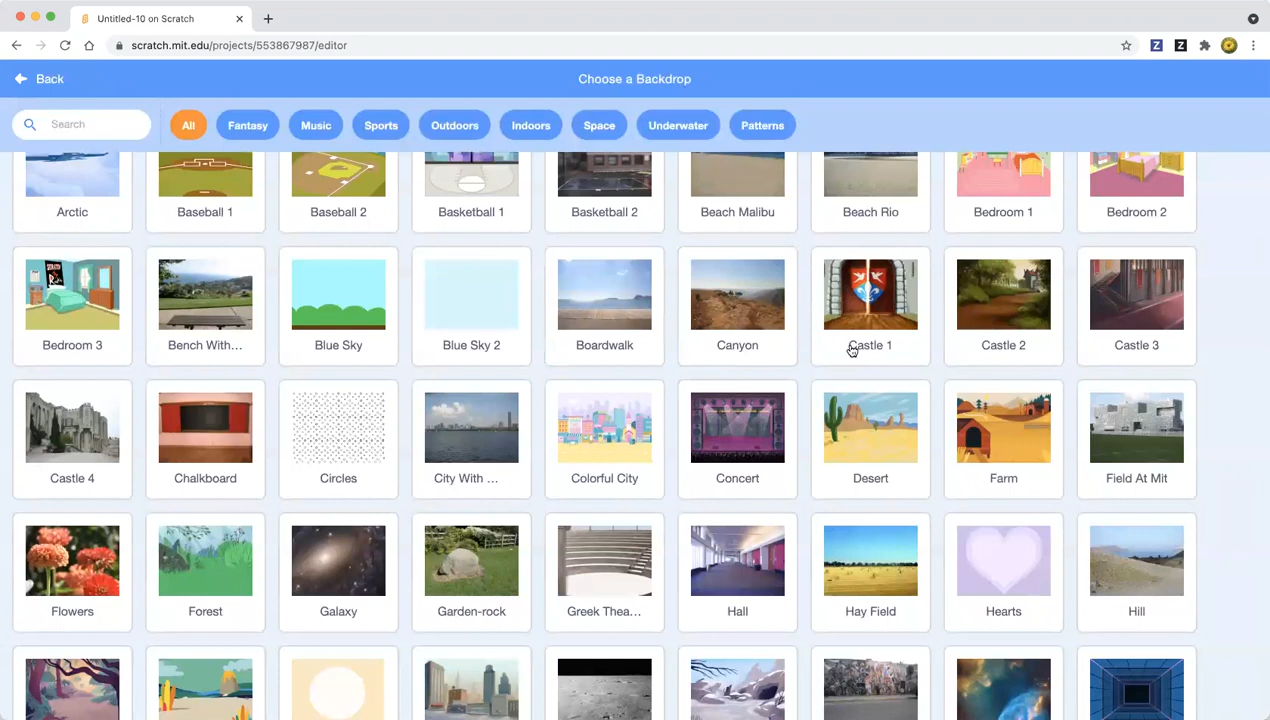 Untitled-10 on Scratch
scratch.mit.edu/projects/553867987/editor
Back
Choose a Backdrop
Search
All
Fantasy
Music
Sports
Outdoors
Indoors
Space
Underwater
Patterns
Arctic
Baseball 1
Baseball 2
Basketball 1
Basketball 2
Beach Malibu
Beach Rio
Bedroom 1
Bedroom 2
Bedroom 3
Bench With...
Blue Sky
Blue Sky 2
Boardwalk
Canyon
Castle 1
Castle 2
Castle 3
Castle 4
Chalkboard
Circles
City With ...
Colorful City
Concert
Desert
Farm
Field At Mit
Flowers
Forest
Galaxy
Garden-rock
Greek Thea...
Hall
Hay Field
Hearts
Hill